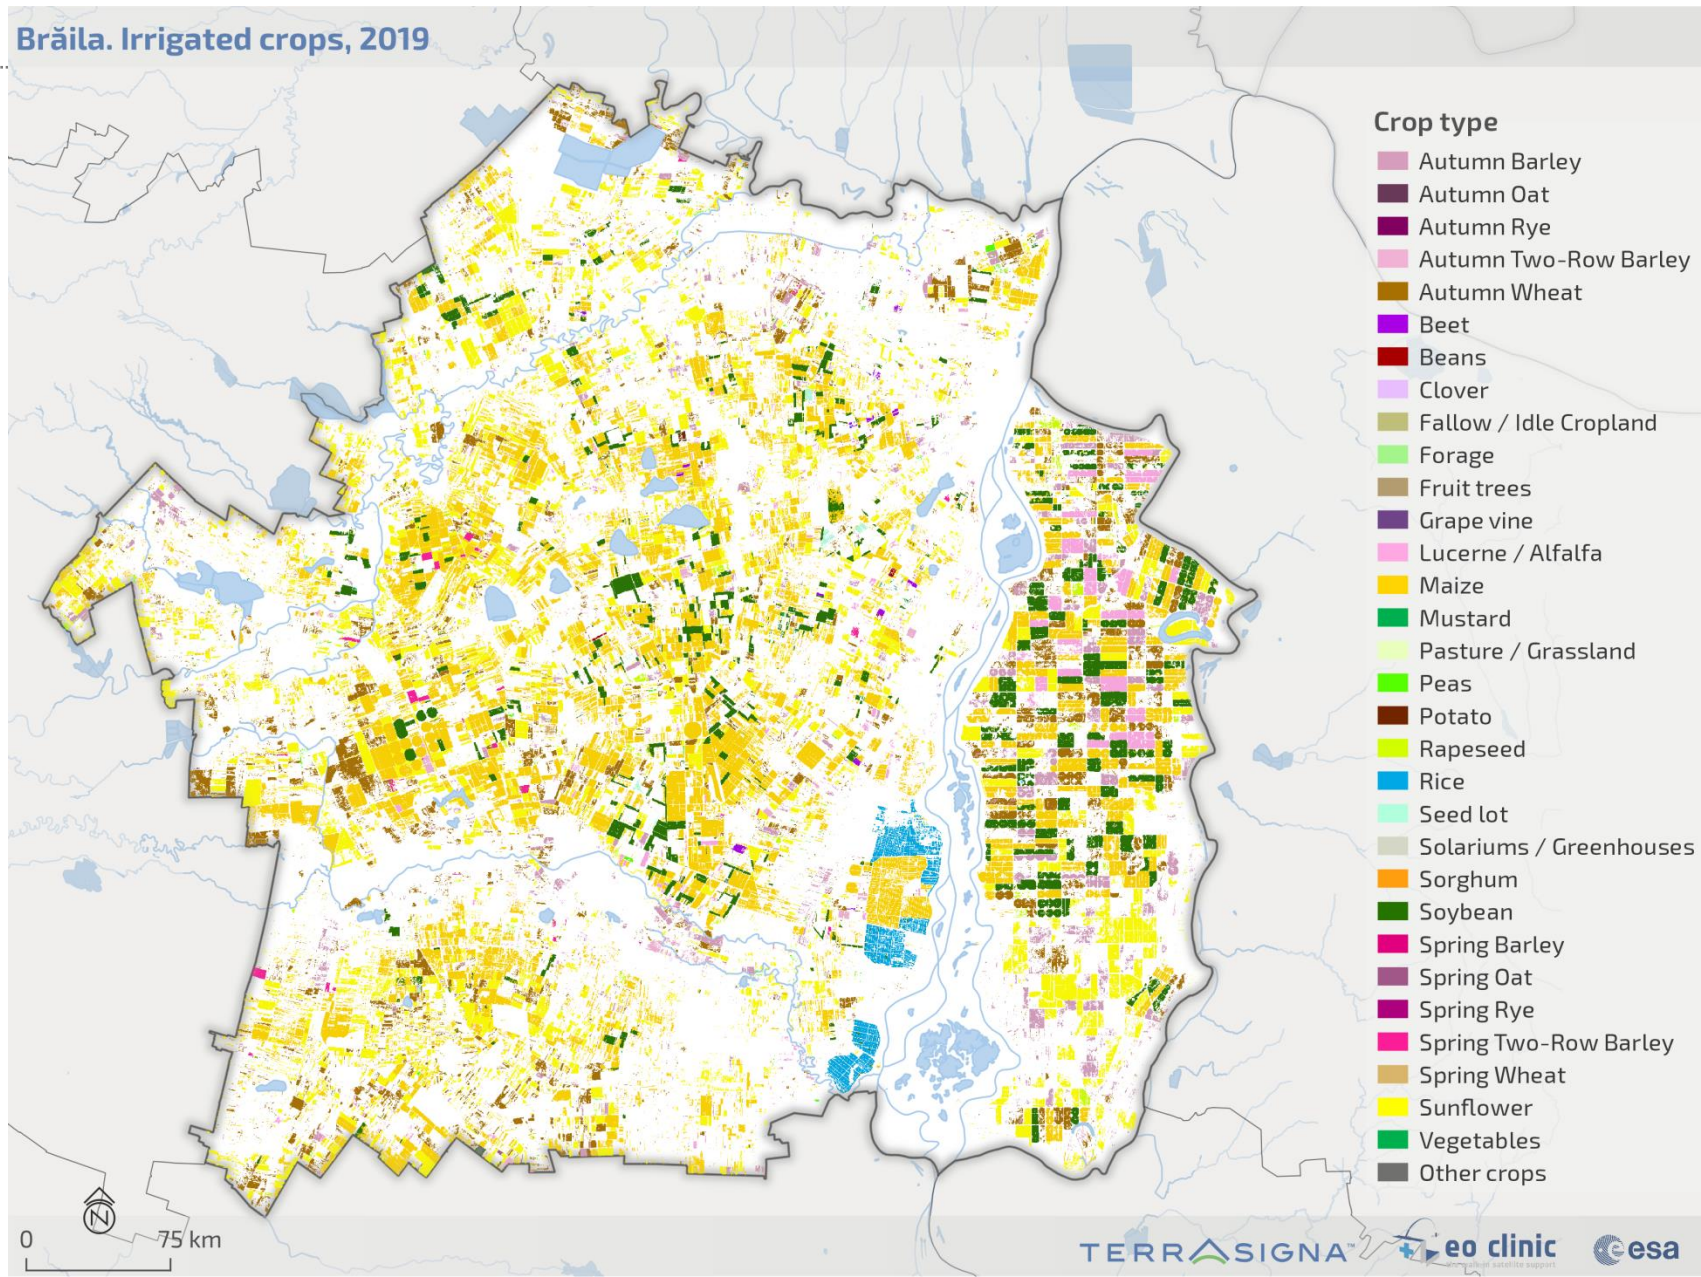 Brăila. Irrigated crops, 2019
Crop type
Autumn Barley
Autumn Oat
Autumn Rye
Autumn Two-Row Barley
Autumn Wheat
Beet
Beans
Clover
Fallow / Idle Cropland
Forage
Fruit trees
Grape vine
Lucerne / Alfalfa
Maize
Mustard
Pasture / Grassland
Peas
Potato
Rapeseed
Rice
Seed lot
Solariums / Greenhouses
Sorghum
Soybean
Spring Barley
Spring Oat
Spring Rye
Spring Two-Row Barley
Spring Wheat
Sunflower
Vegetables
Other crops
N
0 75 km
TERRASIGNA™ eo clinic esa